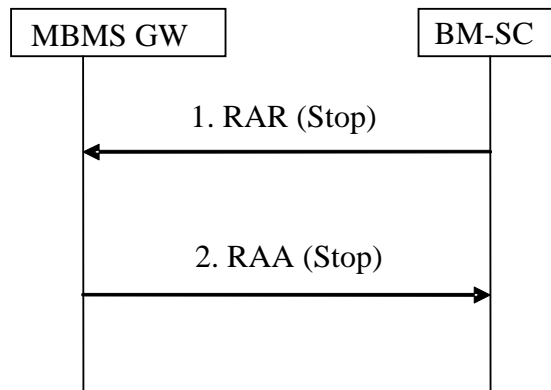 MBMS GW
BM-SC
1. RAR (Stop)
2. RAA (Stop)